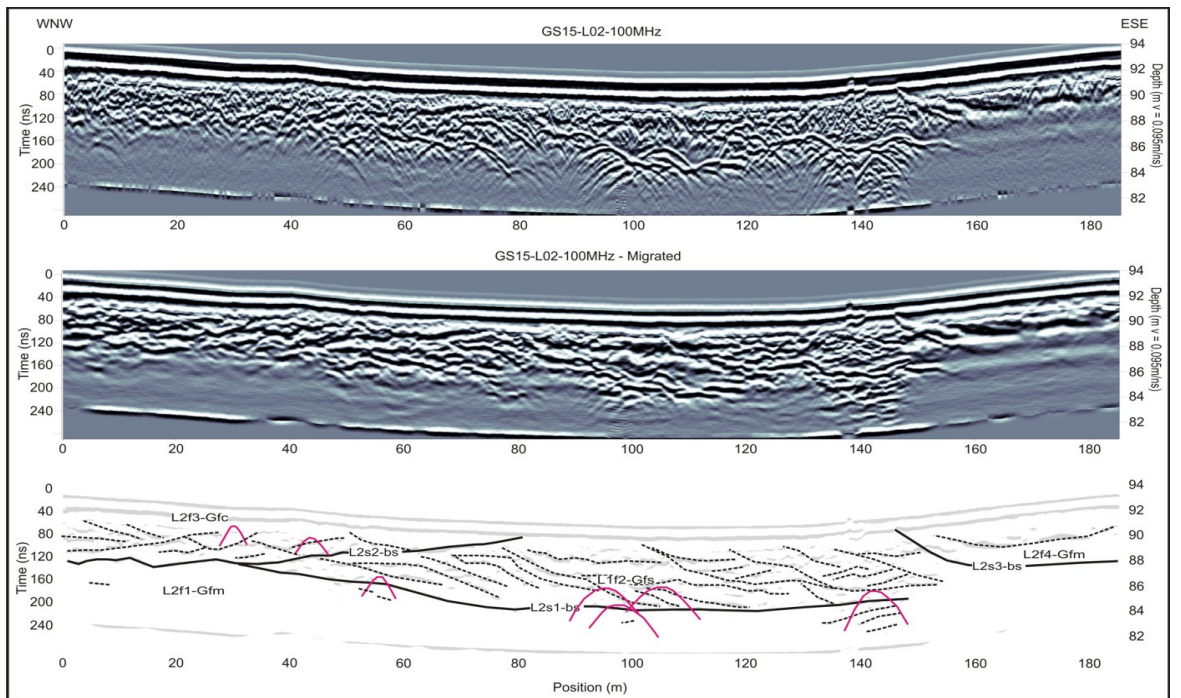 WNW
GS15-L02-100MHz
ESE
0
40
80
120
160
200
240
Time (ns)
94
92
90
88
86
84
82
Depth (m v = 0.095m/ns)
0 20 40 60 80 100 120 140 160 180
GS15-L02-100MHz - Migrated
0
40
80
120
160
200
240
Time (ns)
94
92
90
88
86
84
82
Depth (m v = 0.095m/ns)
0 20 40 60 80 100 120 140 160 180
0
40
80
120
160
200
240
Time (ns)
94
92
90
88
86
84
82
L2f3-Gfc
L2s2-bs
L2f4-Gfm
L2s3-bs
L2f1-Gfm
L1f2-Gfs
L2s1-bs
0 20 40 60 80 100 120 140 160 180
Position (m)